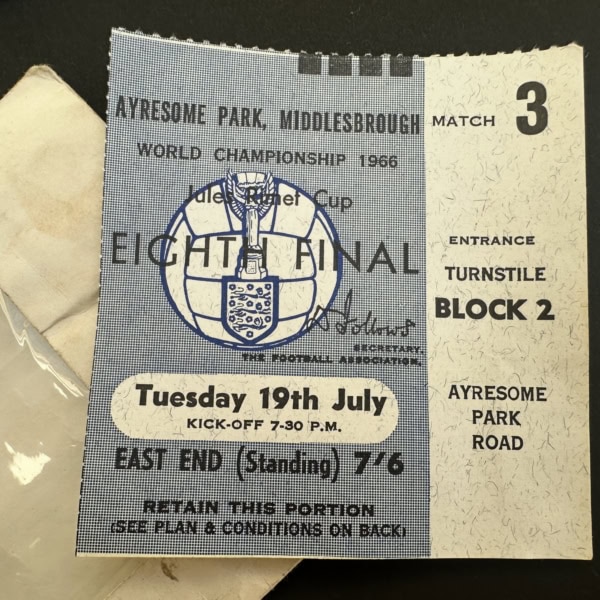 AYRESOME PARK, MIDDLESBROUGH
WORLD CHAMPIONSHIP 1966
Jules Rimet Cup
EIGHTH FINAL
D Follows
SECRETARY.
THE FOOTBALL ASSOCIATION.
Tuesday 19th July
KICK-OFF 7-30 P.M.
EAST END (Standing) 7'6
RETAIN THIS PORTION
(SEE PLAN & CONDITIONS ON BACK)
MATCH 3
ENTRANCE
TURNSTILE
BLOCK 2
AYRESOME
PARK
ROAD